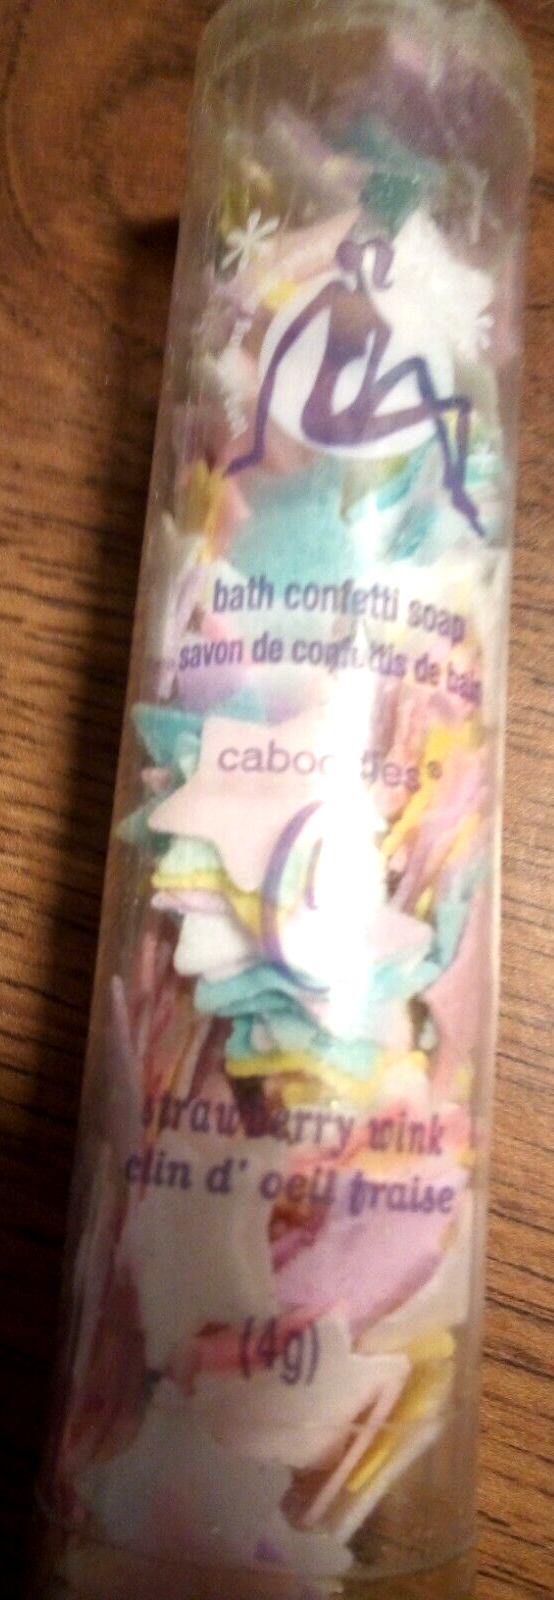 bath confetti soap
savon de confettis de bain
caboodles®
strawberry wink
clin d' oeil fraise
(4g)